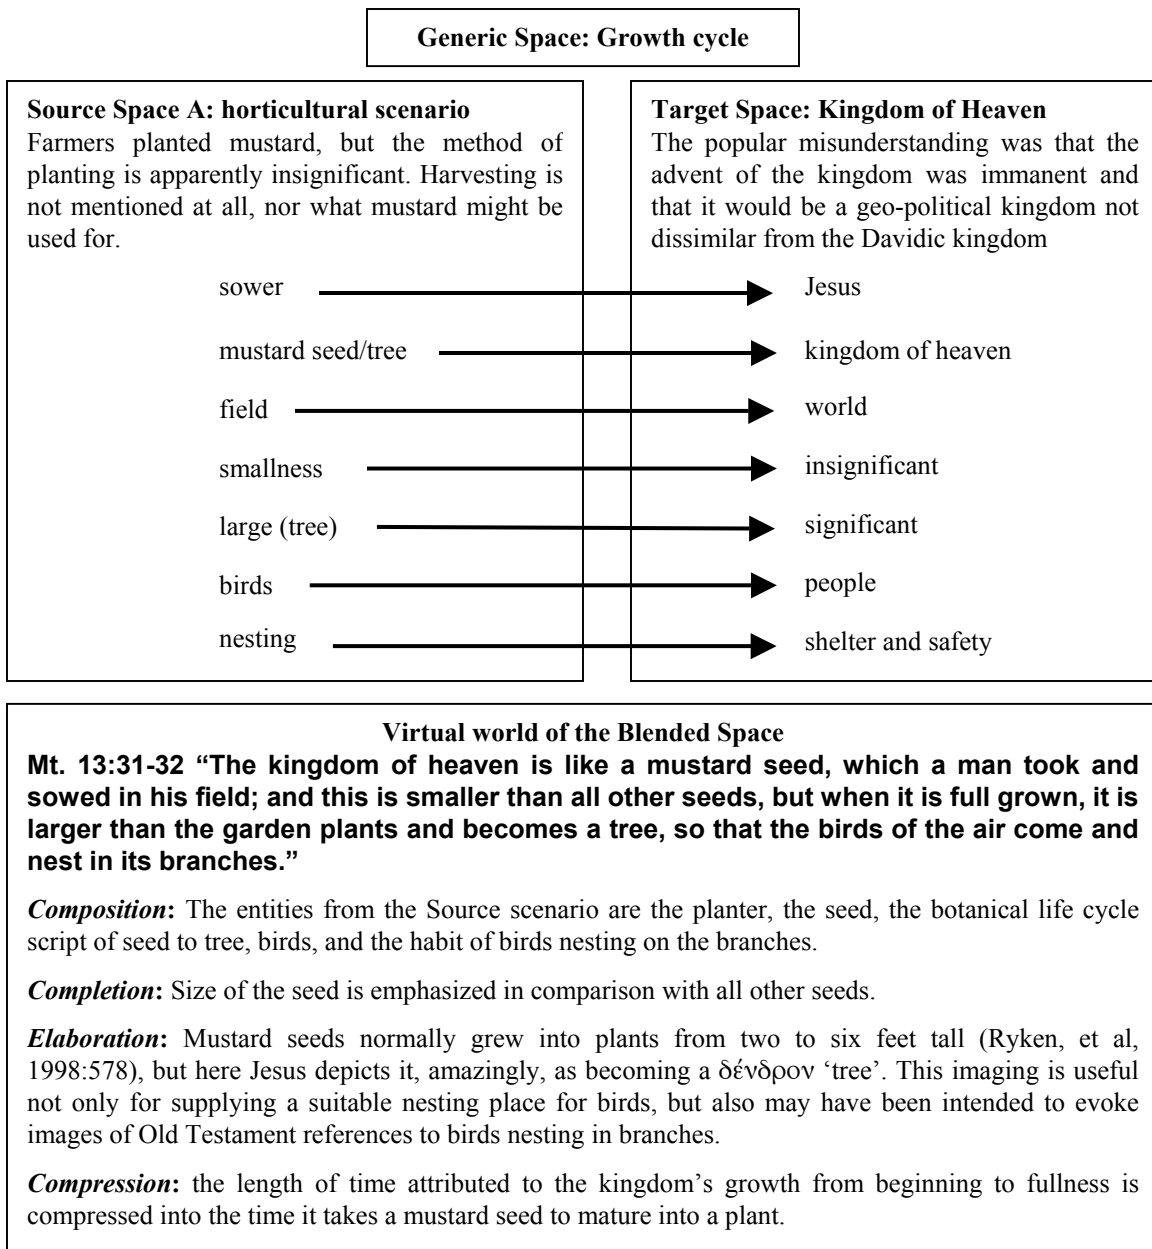 Generic Space: Growth cycle
Source Space A: horticultural scenario
Farmers planted mustard, but the method of
planting is apparently insignificant. Harvesting is
not mentioned at all, nor what mustard might be
used for.
Target Space: Kingdom of Heaven
The popular misunderstanding was that the
advent of the kingdom was immanent and
that it would be a geo-political kingdom not
dissimilar from the Davidic kingdom
sower Jesus
mustard seed/tree kingdom of heaven
field world
smallness insignificant
large (tree) significant
birds people
nesting shelter and safety
Virtual world of the Blended Space
Mt. 13:31-32 “The kingdom of heaven is like a mustard seed, which a man took and
sowed in his field; and this is smaller than all other seeds, but when it is full grown, it is
larger than the garden plants and becomes a tree, so that the birds of the air come and
nest in its branches.”
Composition: The entities from the Source scenario are the planter, the seed, the botanical life cycle
script of seed to tree, birds, and the habit of birds nesting on the branches.
Completion: Size of the seed is emphasized in comparison with all other seeds.
Elaboration: Mustard seeds normally grew into plants from two to six feet tall (Ryken, et al,
1998:578), but here Jesus depicts it, amazingly, as becoming a δένδρον ‘tree’. This imaging is useful
not only for supplying a suitable nesting place for birds, but also may have been intended to evoke
images of Old Testament references to birds nesting in branches.
Compression: the length of time attributed to the kingdom’s growth from beginning to fullness is
compressed into the time it takes a mustard seed to mature into a plant.